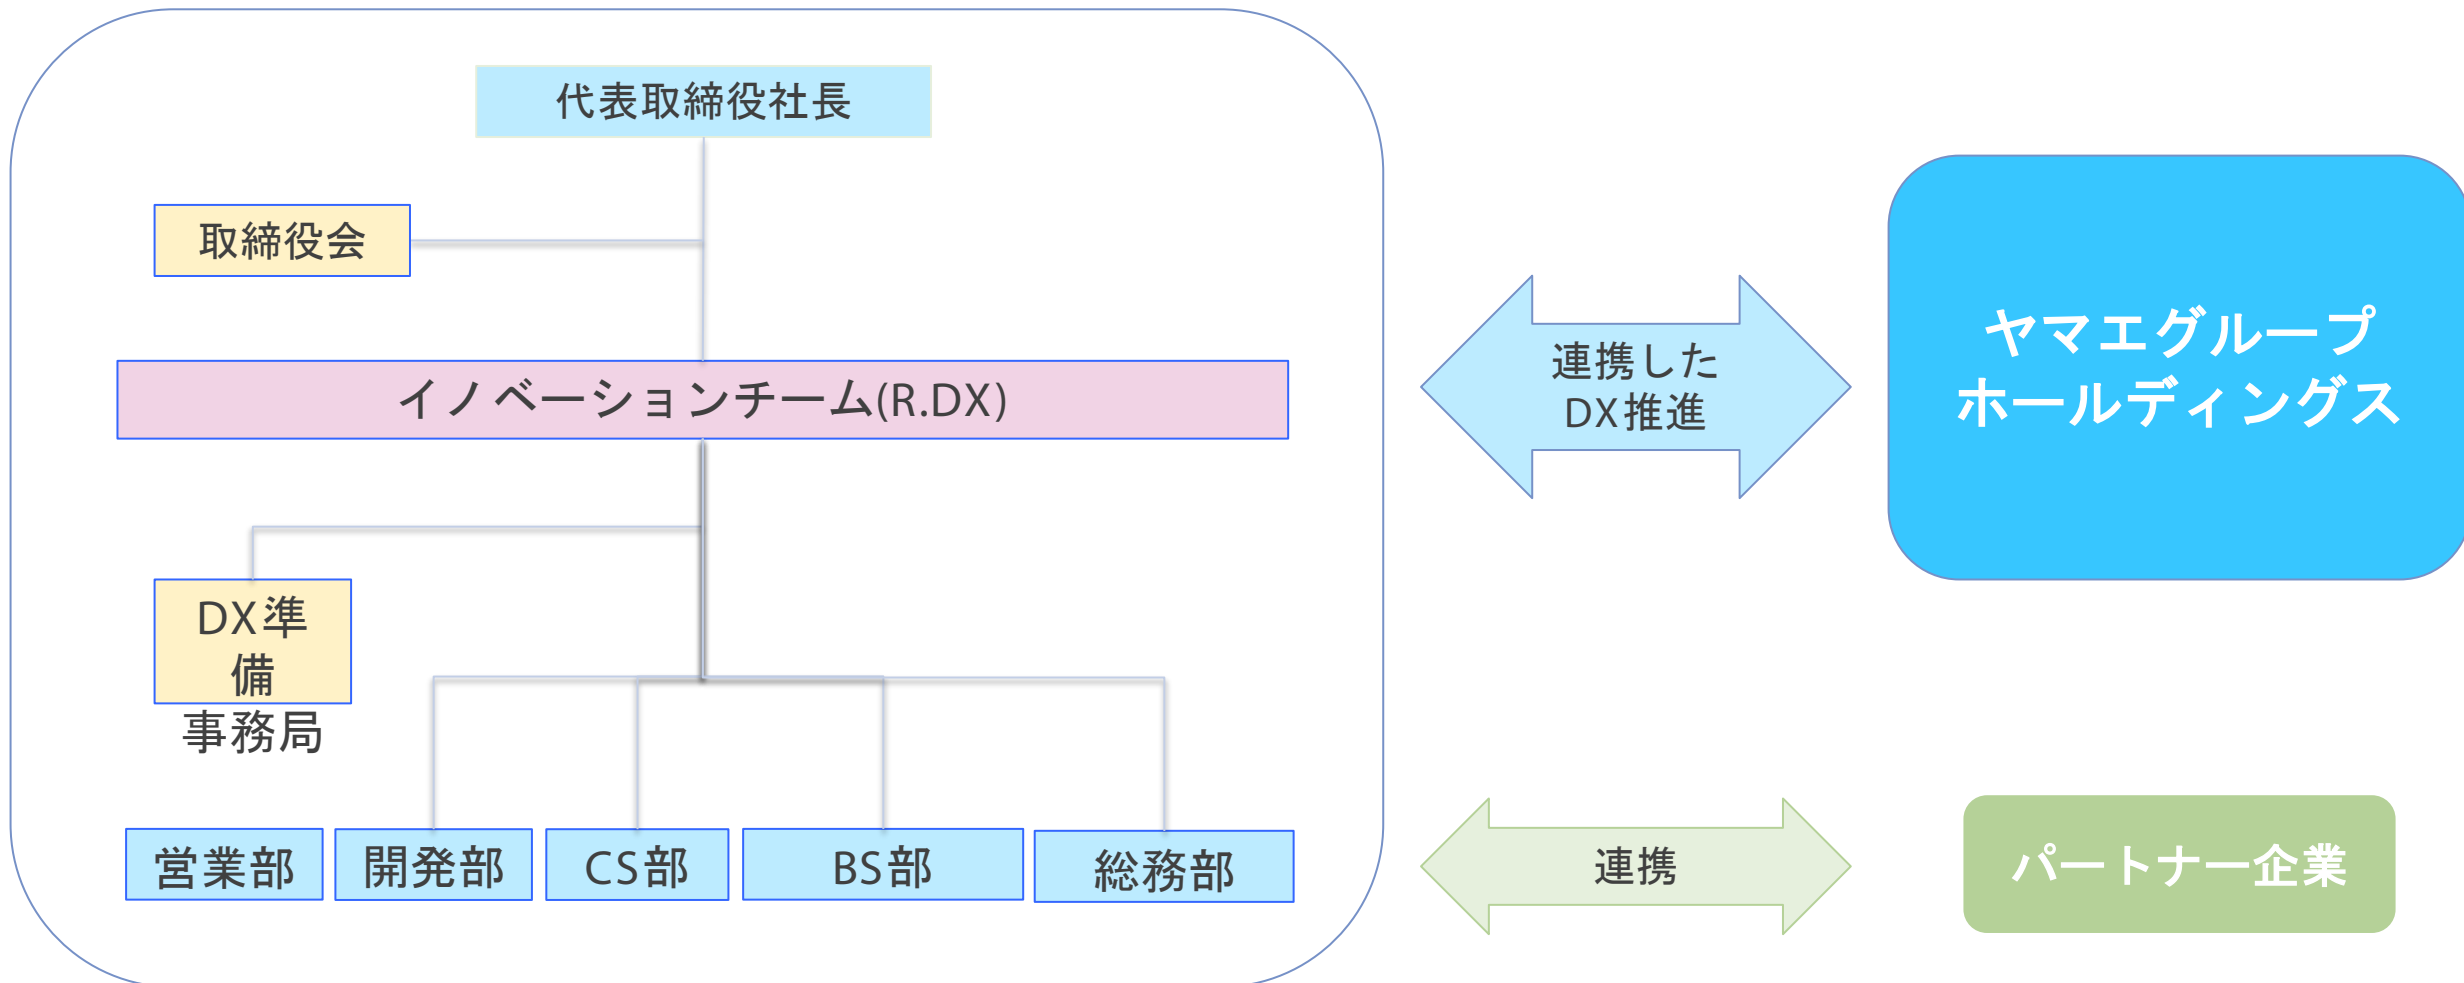 代表取締役社長
取締役会
イノベーションチーム(R.DX)
DX準
備
事務局
営業部
開発部
CS部
BS部
総務部
連携した
DX推進
ヤマエグループ
ホールディングス
連携
パートナー企業